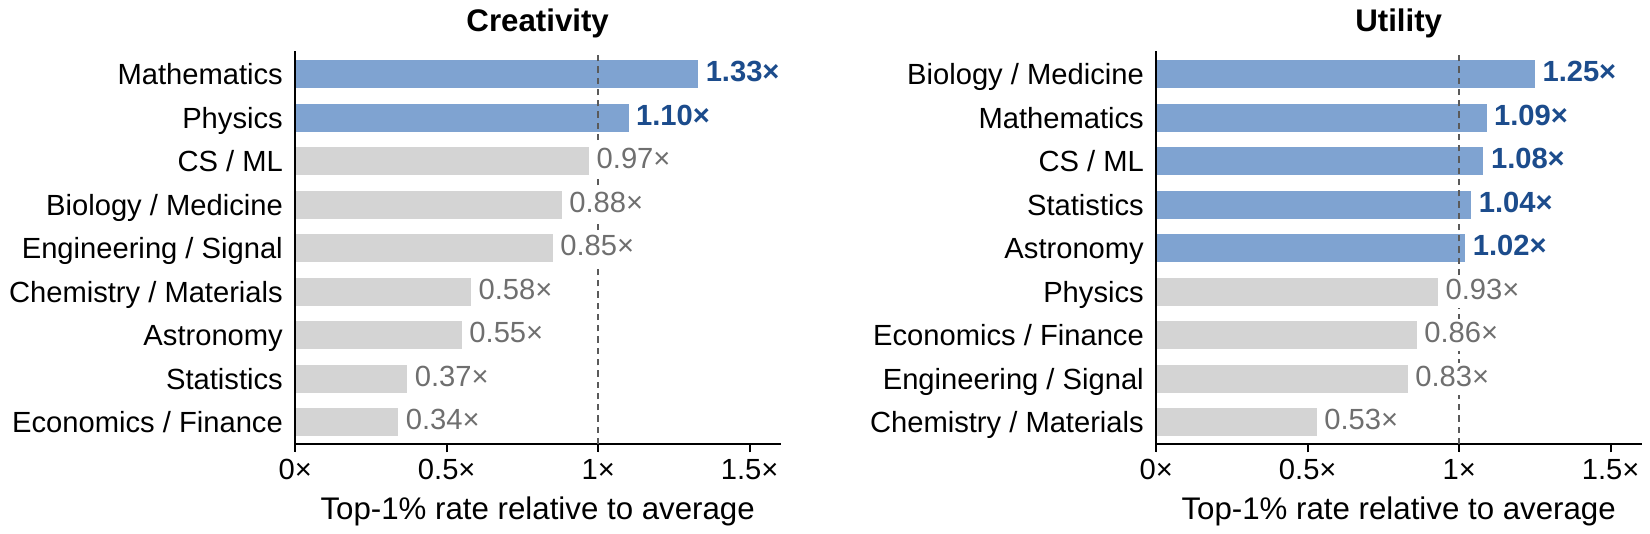 Creativity
Mathematics 1.33×
Physics 1.10×
CS / ML 0.97×
Biology / Medicine 0.88×
Engineering / Signal 0.85×
Chemistry / Materials 0.58×
Astronomy 0.55×
Statistics 0.37×
Economics / Finance 0.34×
0× 0.5× 1× 1.5×
Top-1% rate relative to average
Utility
Biology / Medicine 1.25×
Mathematics 1.09×
CS / ML 1.08×
Statistics 1.04×
Astronomy 1.02×
Physics 0.93×
Economics / Finance 0.86×
Engineering / Signal 0.83×
Chemistry / Materials 0.53×
0× 0.5× 1× 1.5×
Top-1% rate relative to average